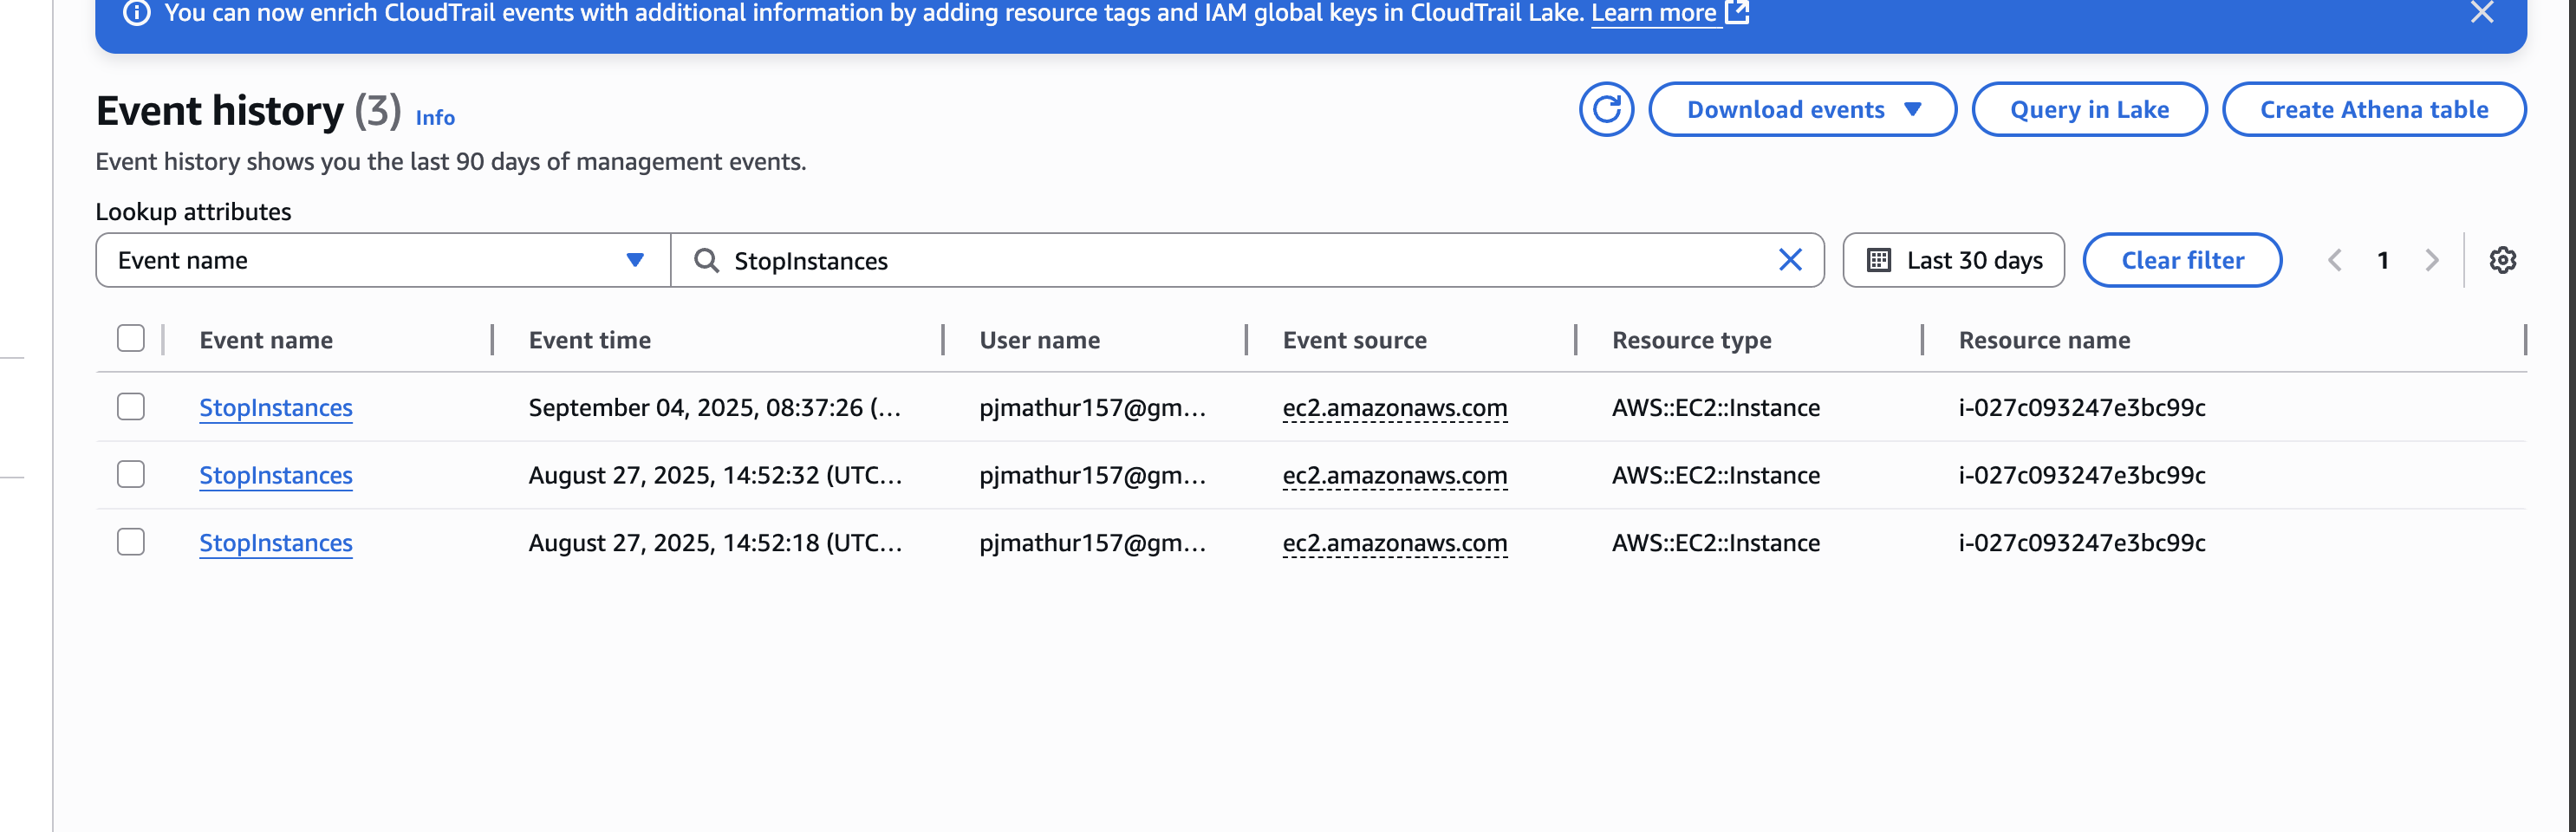 You can now enrich CloudTrail events with additional information by adding resource tags and IAM global keys in CloudTrail Lake. Learn more
Event history (3) Info
Download events
Query in Lake
Create Athena table
Event history shows you the last 90 days of management events.
Lookup attributes
Event name
StopInstances
Last 30 days
Clear filter
1
Event name Event time User name Event source Resource type Resource name
StopInstances September 04, 2025, 08:37:26 (... pjmathur157@gm... ec2.amazonaws.com AWS::EC2::Instance i-027c093247e3bc99c
StopInstances August 27, 2025, 14:52:32 (UTC... pjmathur157@gm... ec2.amazonaws.com AWS::EC2::Instance i-027c093247e3bc99c
StopInstances August 27, 2025, 14:52:18 (UTC... pjmathur157@gm... ec2.amazonaws.com AWS::EC2::Instance i-027c093247e3bc99c